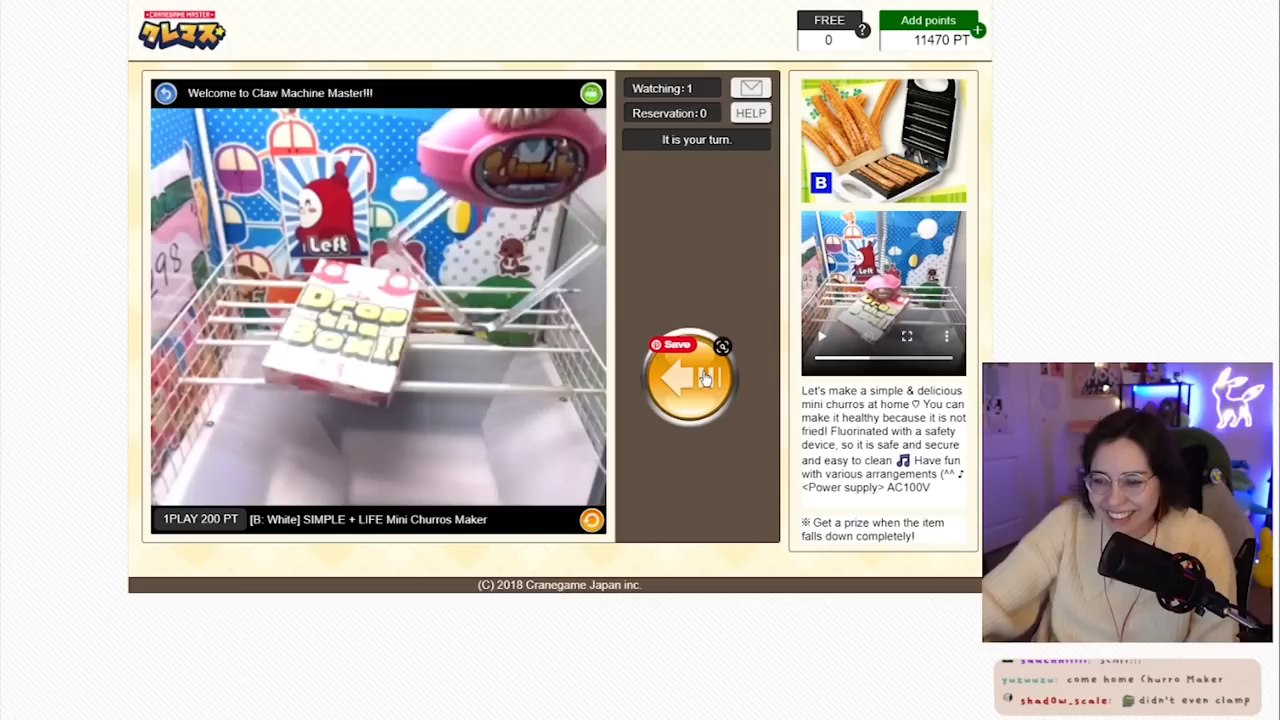 CRANEGAME MASTER
クレマス
FREE
0
?
Add points
+
11470 PT
Welcome to Claw Machine Master!!!
Watching: 1
Reservation: 0
HELP
It is your turn.
98
Left
Drop
the
Box!!
Save
B
Left
Let's make a simple & delicious
mini churros at home ♡ You can
make it healthy because it is not
fried! Fluorinated with a safety
device, so it is safe and secure
and easy to clean 🎵 Have fun
with various arrangements (^^ ♪
<Power supply> AC100V
※ Get a prize when the item
falls down completely!
1PLAY 200 PT
[B: White] SIMPLE + LIFE Mini Churros Maker
(C) 2018 Cranegame Japan inc.
yuzuuzu: come home Churro Maker
shad0w_scale: didn't even clamp